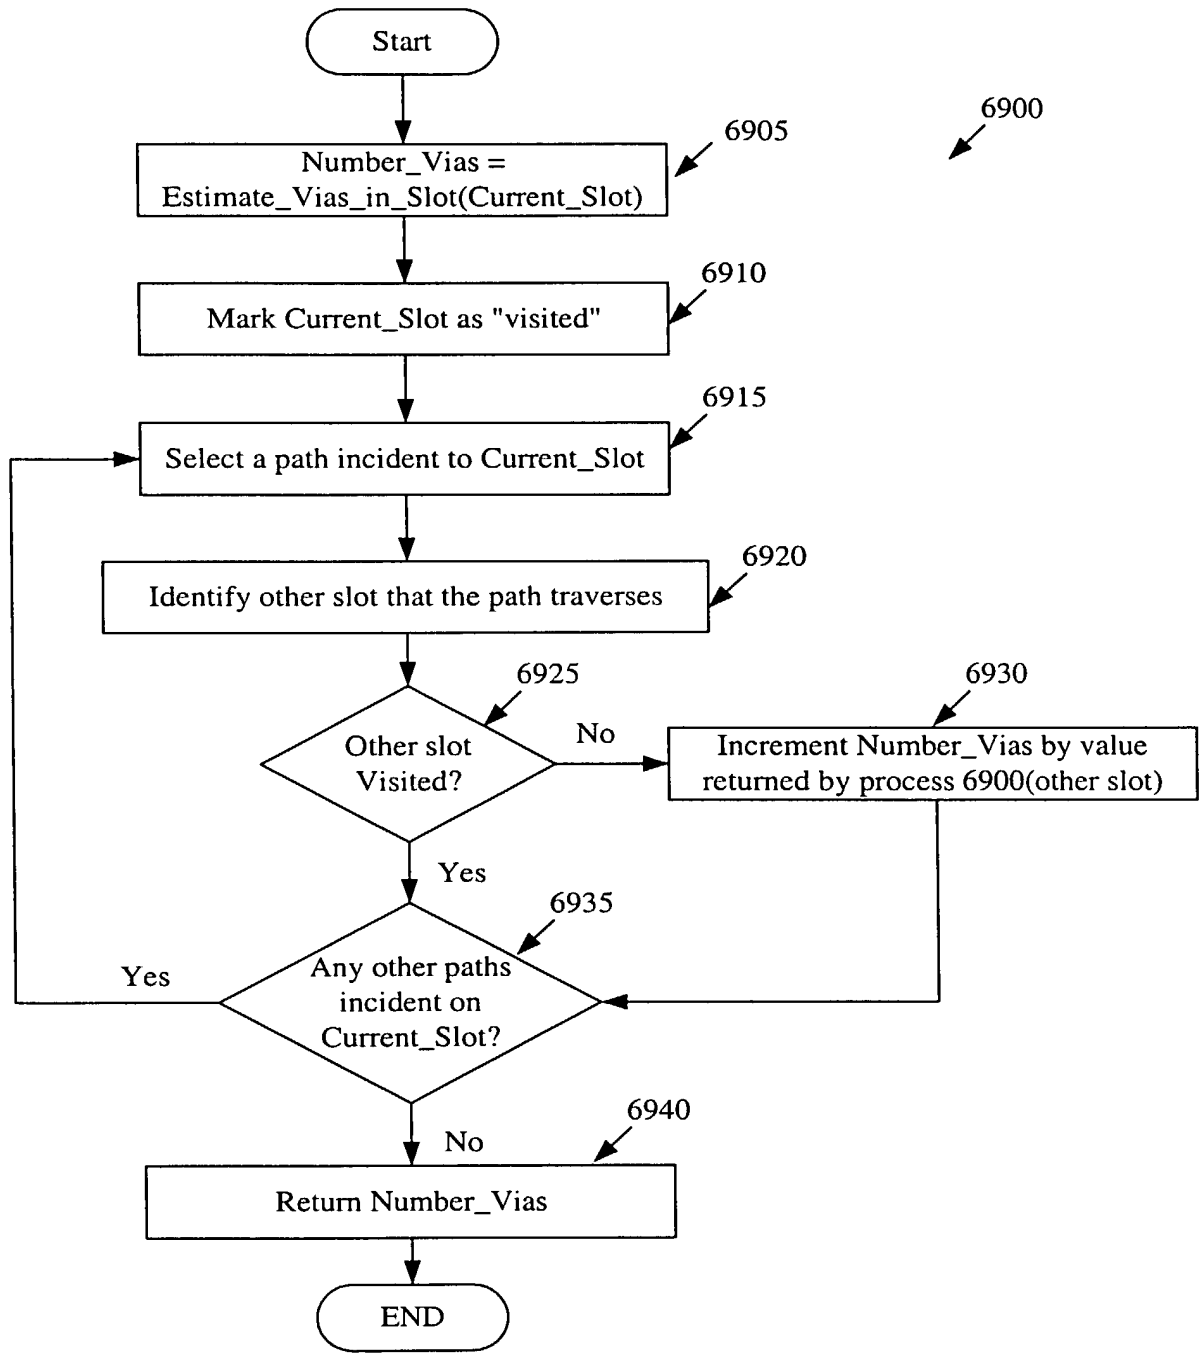 Start
6900
6905
Number_Vias =
Estimate_Vias_in_Slot(Current_Slot)
6910
Mark Current_Slot as "visited"
6915
Select a path incident to Current_Slot
6920
Identify other slot that the path traverses
6925
Other slot
Visited?
No
6930
Increment Number_Vias by value
returned by process 6900(other slot)
Yes
6935
Any other paths
incident on
Current_Slot?
Yes
No
6940
Return Number_Vias
END